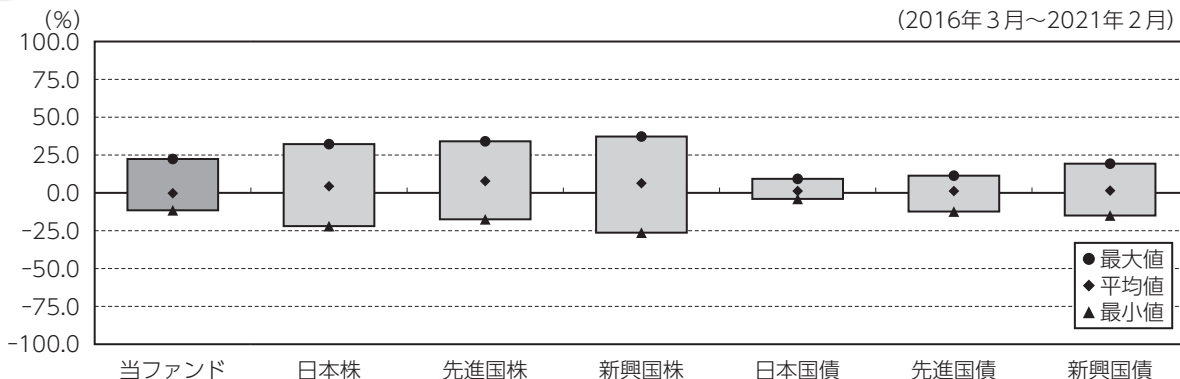 (%)
(2016年3月～2021年2月)
100.0
75.0
50.0
25.0
0.0
-25.0
-50.0
-75.0
-100.0
● 最大値
◆ 平均値
▲ 最小値
当ファンド 日本株 先進国株 新興国株 日本国債 先進国債 新興国債